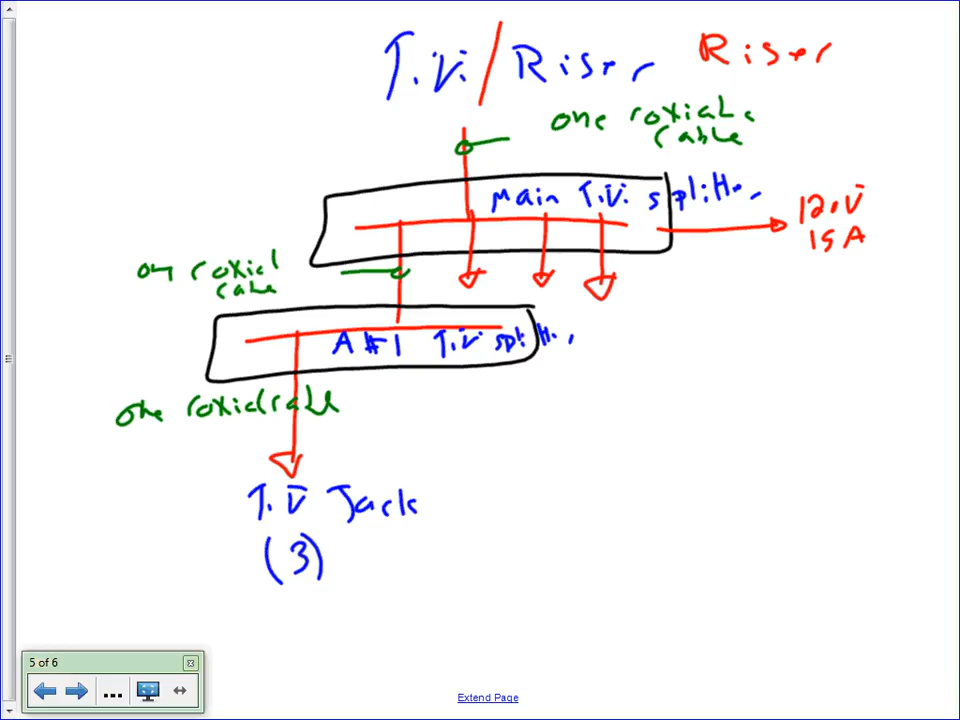 T.V. / Riser Riser
one coxial
cable
Main T.V. splitter
120V
15 A
one coxial
cable
A #1 T.V splitter
one coxial cable
T.V Jack
(3)
5 of 6
...
Extend Page